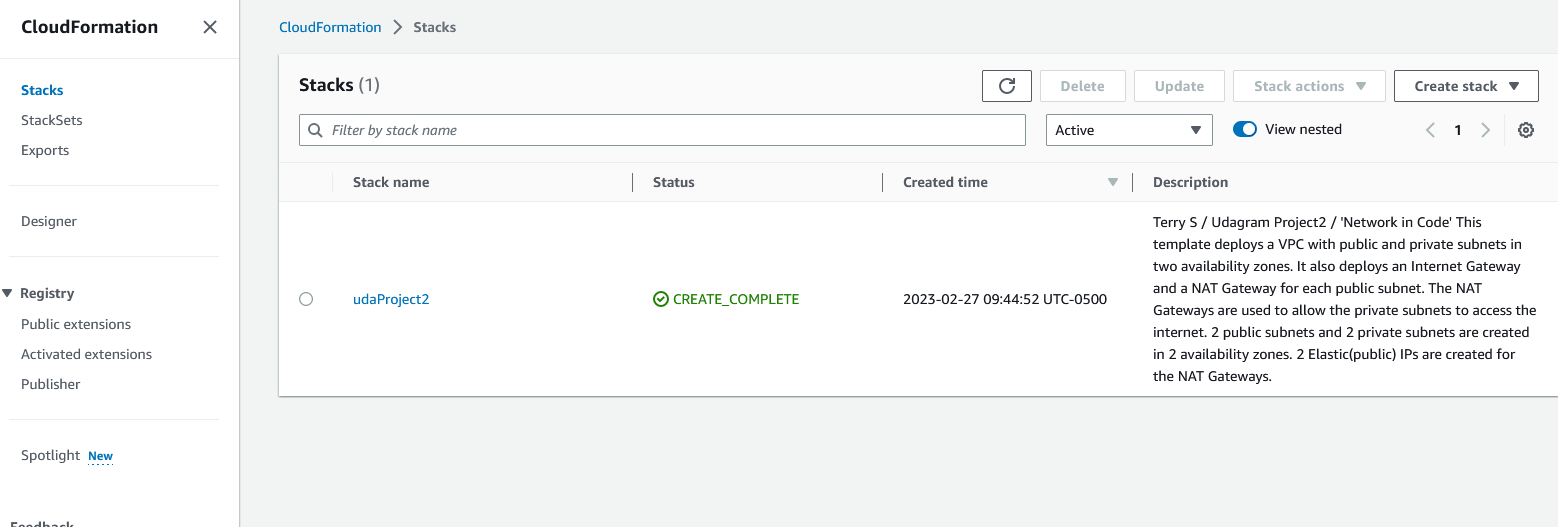 CloudFormation
Stacks
StackSets
Exports
Designer
Registry
Public extensions
Activated extensions
Publisher
Spotlight New
Feedback
CloudFormation Stacks
Stacks (1)
Delete
Update
Stack actions
Create stack
Filter by stack name
Active
View nested
1
Stack name Status Created time Description
udaProject2 CREATE_COMPLETE 2023-02-27 09:44:52 UTC-0500
Terry S / Udagram Project2 / 'Network in Code' This
template deploys a VPC with public and private subnets in
two availability zones. It also deploys an Internet Gateway
and a NAT Gateway for each public subnet. The NAT
Gateways are used to allow the private subnets to access the
internet. 2 public subnets and 2 private subnets are created
in 2 availability zones. 2 Elastic(public) IPs are created for
the NAT Gateways.